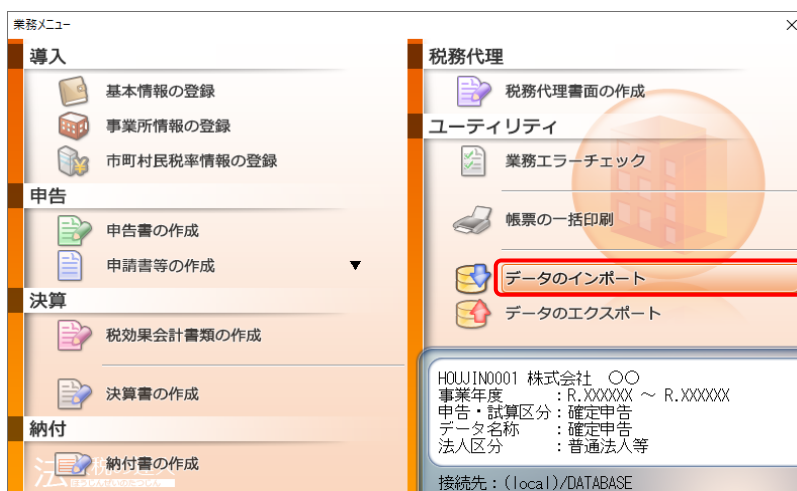 業務メニュー
導入
基本情報の登録
事業所情報の登録
市町村民税率情報の登録
申告
申告書の作成
申請書等の作成
決算
税効果会計書類の作成
決算書の作成
納付
納付書の作成
税務代理
税務代理書面の作成
ユーティリティ
業務エラーチェック
帳票の一括印刷
データのインポート
データのエクスポート
HOUJIN0001 株式会社 〇〇
事業年度 : R.XXXXXX ～ R.XXXXXX
申告・試算区分 : 確定申告
データ名称 : 確定申告
法人区分 : 普通法人等
接続先 : (local)/DATABASE